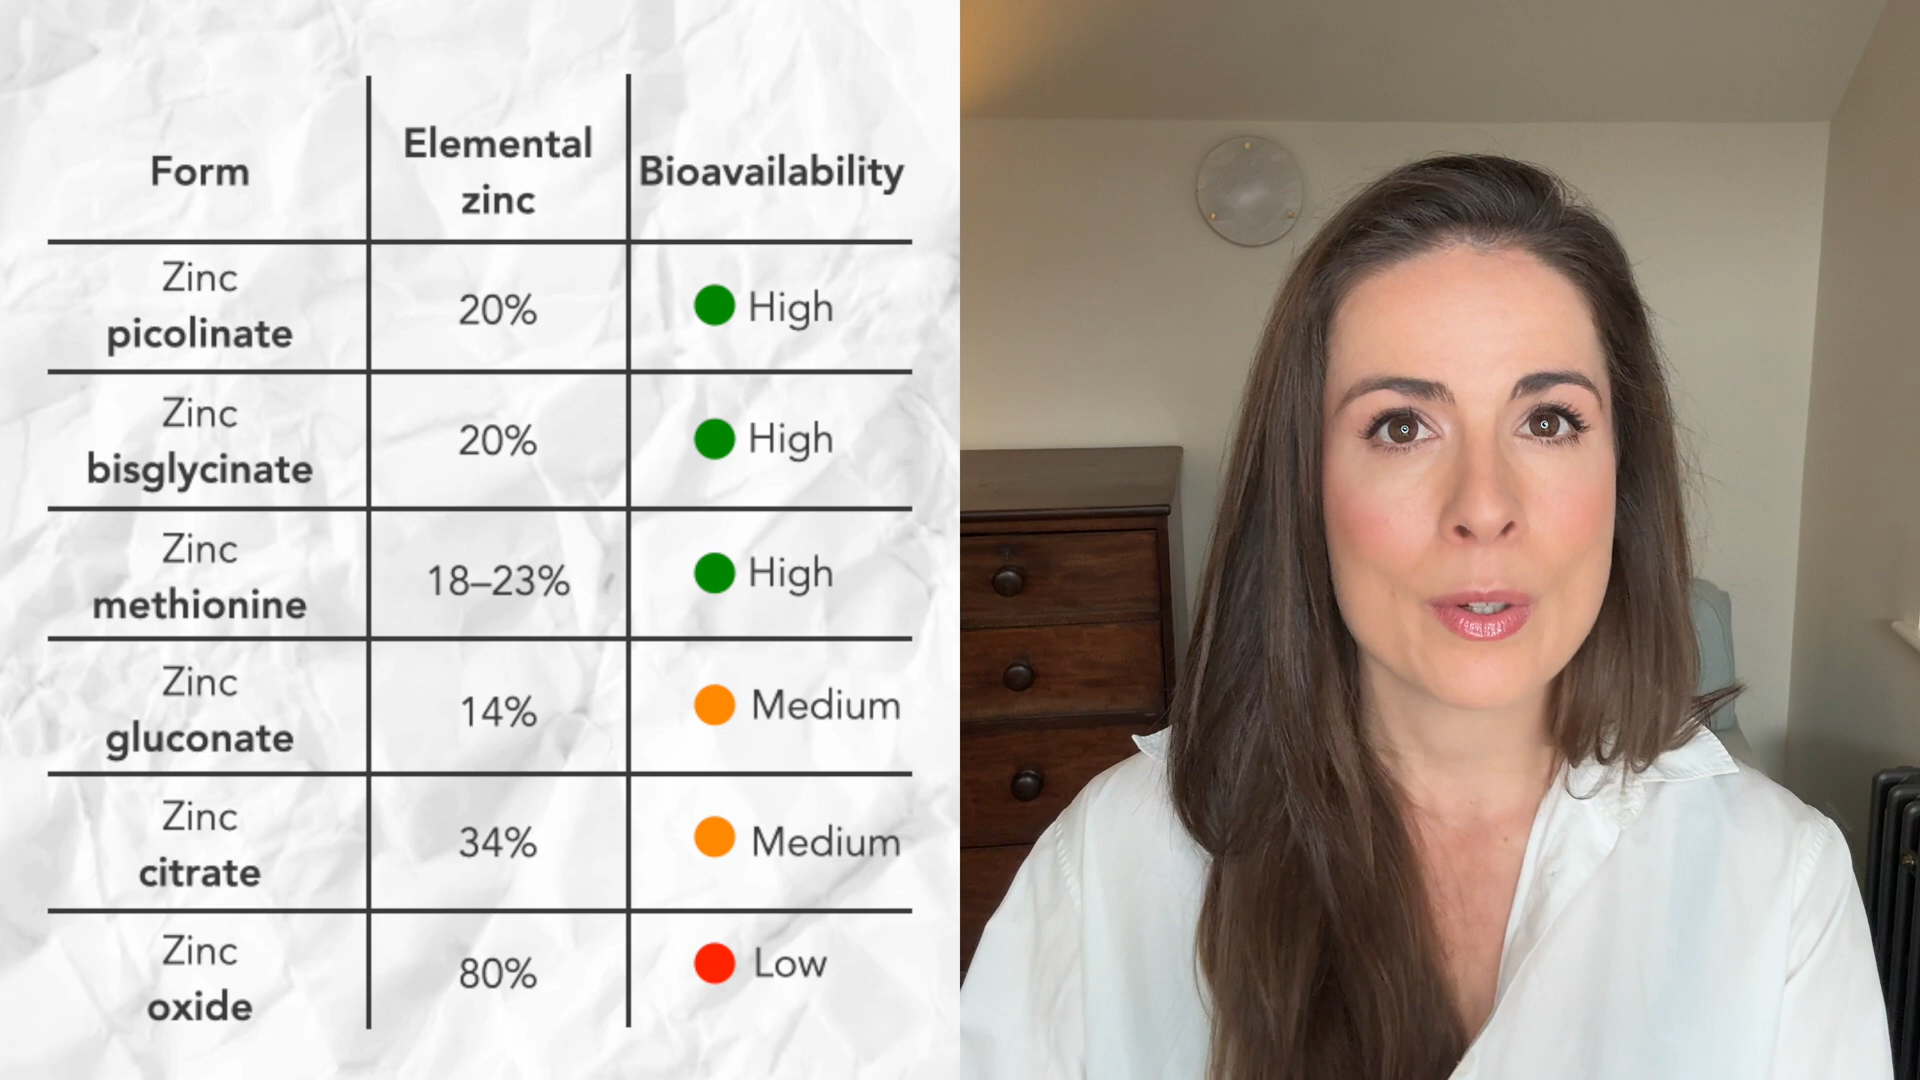 Form
Elemental
zinc
Bioavailability
Zinc
picolinate
20%
High
Zinc
bisglycinate
20%
High
Zinc
methionine
18–23%
High
Zinc
gluconate
14%
Medium
Zinc
citrate
34%
Medium
Zinc
oxide
80%
Low